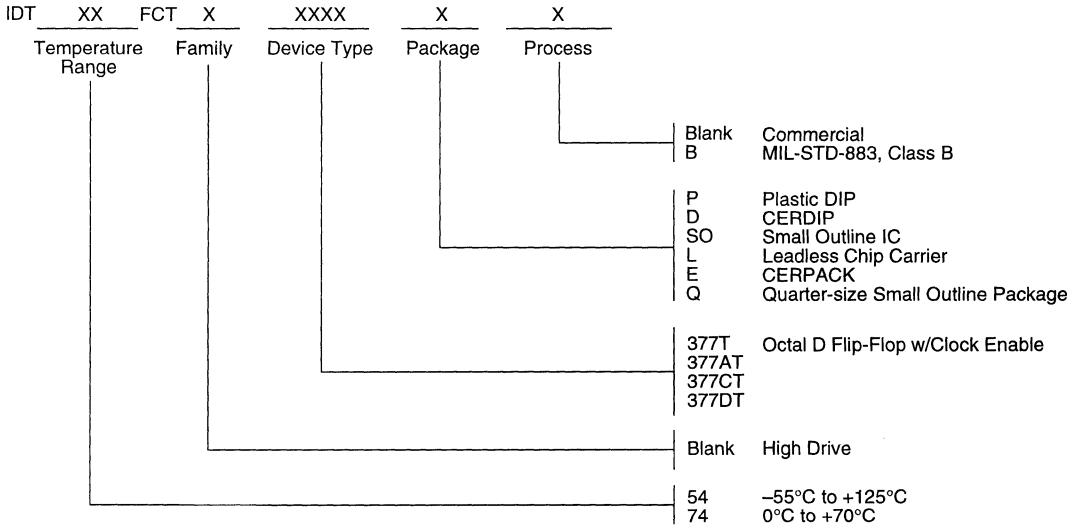 IDT XX FCT X XXXX X X
Temperature Range Family Device Type Package Process
Blank Commercial
B MIL-STD-883, Class B
P Plastic DIP
D CERDIP
SO Small Outline IC
L Leadless Chip Carrier
E CERPACK
Q Quarter-size Small Outline Package
377T Octal D Flip-Flop w/Clock Enable
377AT
377CT
377DT
Blank High Drive
54 –55°C to +125°C
74 0°C to +70°C